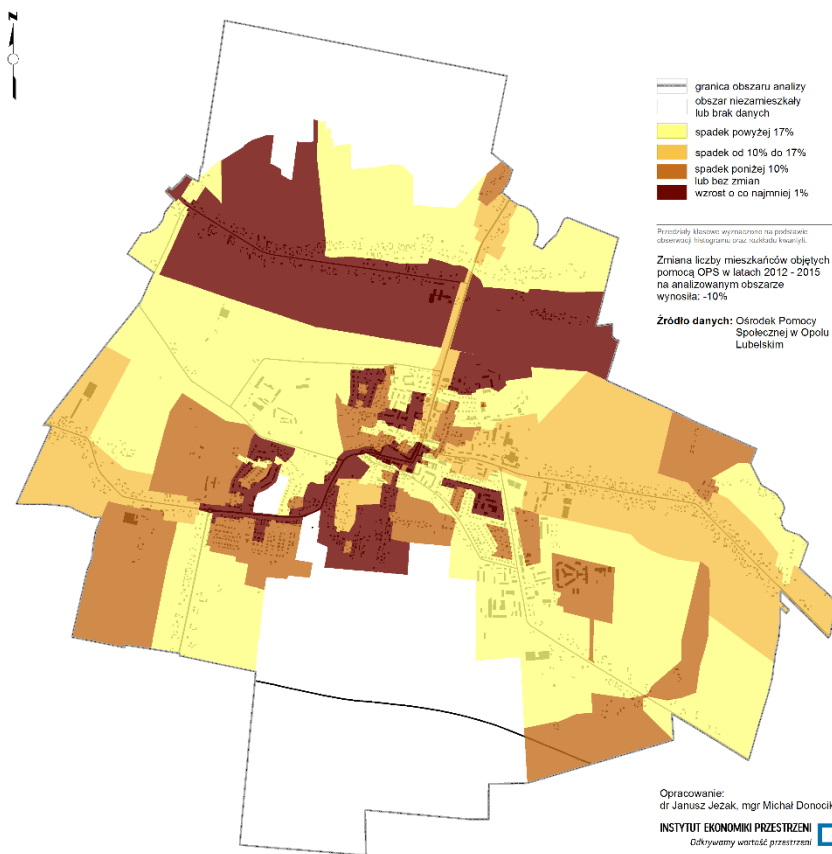 N
granica obszaru analizy
obszar niezamieszkały
lub brak danych
spadek powyżej 17%
spadek od 10% do 17%
spadek poniżej 10%
lub bez zmian
wzrost o co najmniej 1%
Przedziały klasowe wyznaczono na podstawie
obserwacji histogramu oraz rozkładu kwantyli.
Zmiana liczby mieszkańców objętych
pomocą OPS w latach 2012 - 2015
na analizowanym obszarze
wynosiła: -10%
Źródło danych: Ośrodek Pomocy
Społecznej w Opolu
Lubelskim
Opracowanie:
dr Janusz Jeżak, mgr Michał Donocik
INSTYTUT EKONOMIKI PRZESTRZENI
Odkrywamy wartość przestrzeni